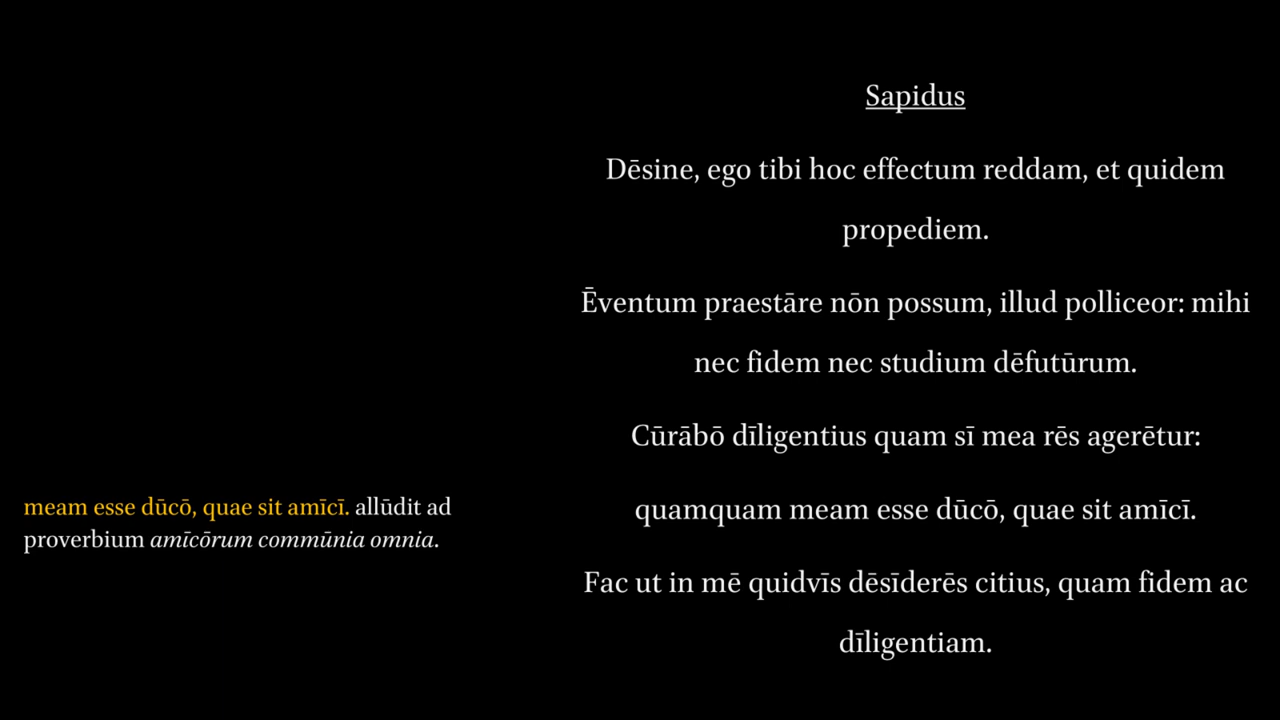 Sapidus
Dēsine, ego tibi hoc effectum reddam, et quidem
propediem.
Ēventum praestāre nōn possum, illud polliceor: mihi
nec fidem nec studium dēfutūrum.
Cūrābō dīligentius quam sī mea rēs agerētur:
quamquam meam esse dūcō, quae sit amīcī.
Fac ut in mē quidvīs dēsīderēs citius, quam fidem ac
dīligentiam.
meam esse dūcō, quae sit amīcī. allūdit ad
proverbium amīcōrum commūnia omnia.